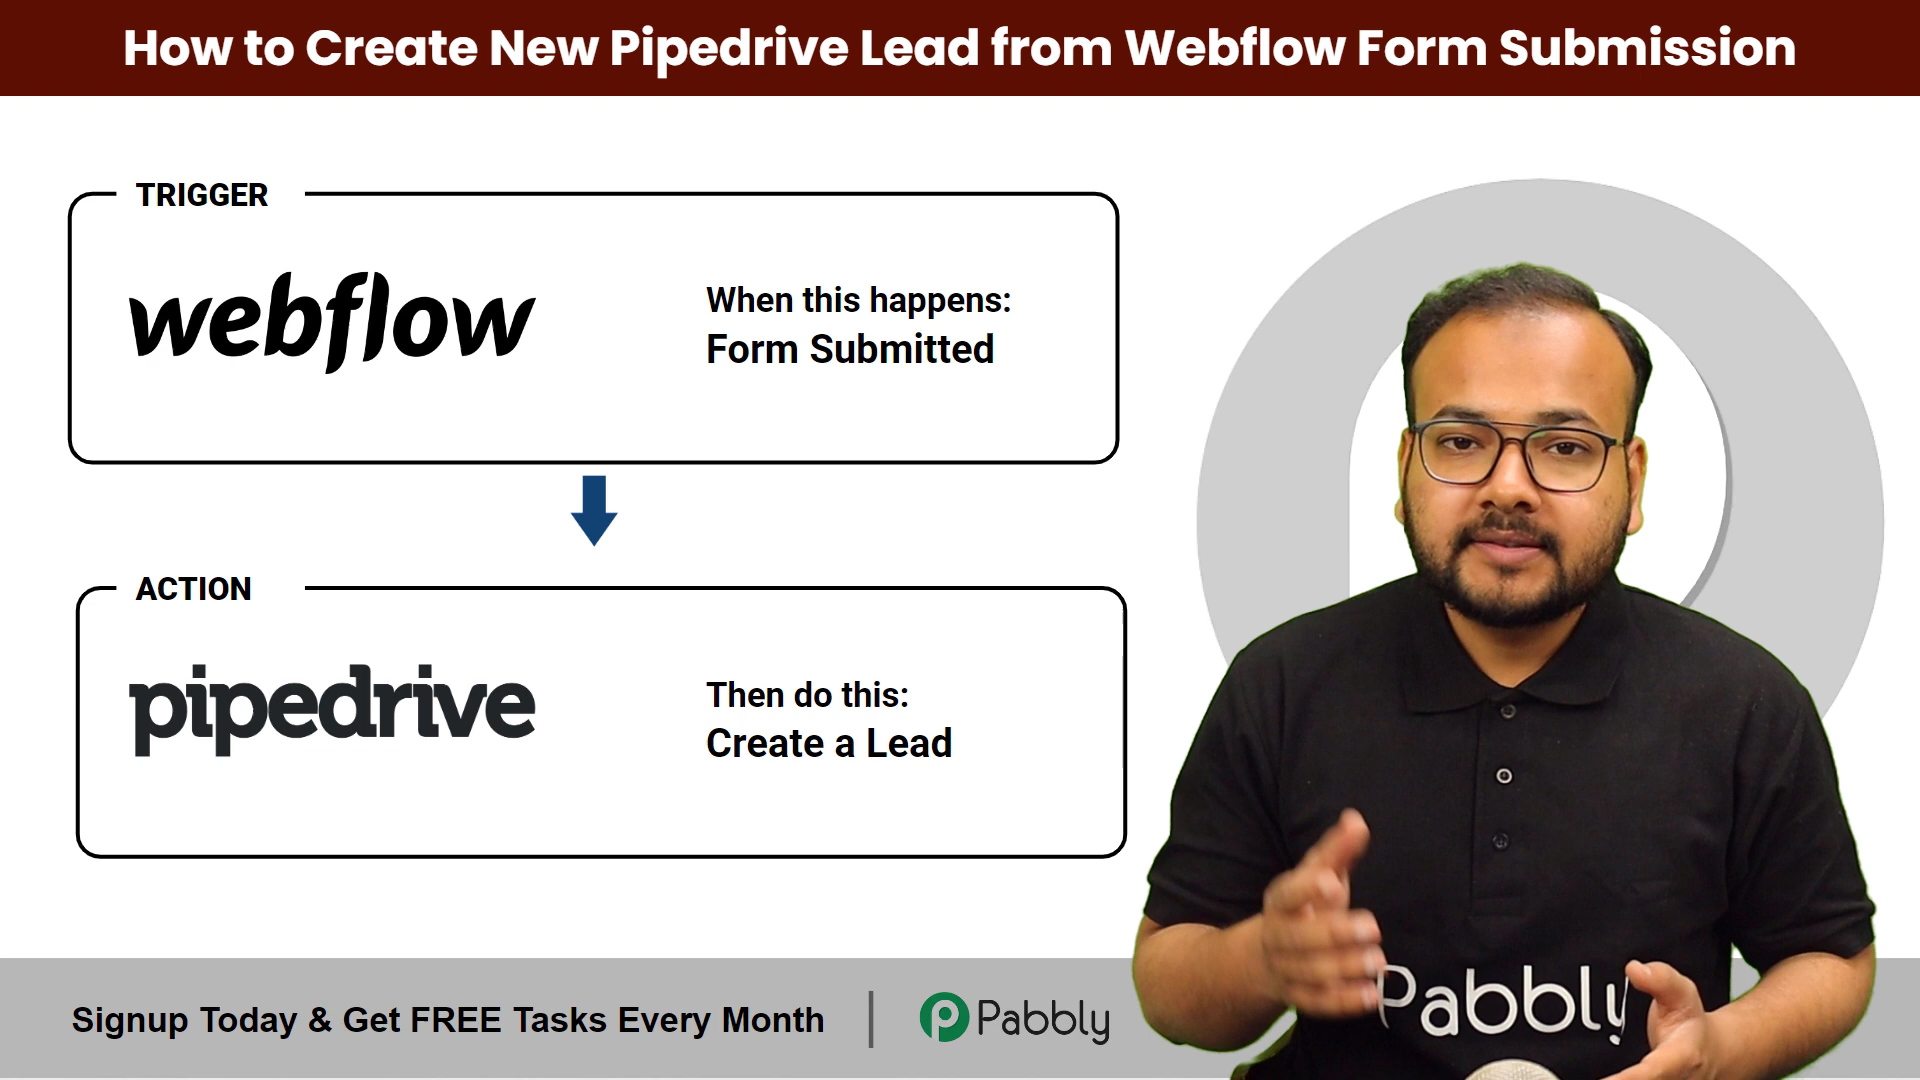 How to Create New Pipedrive Lead from Webflow Form Submission
TRIGGER
webflow
When this happens:
Form Submitted
ACTION
pipedrive
Then do this:
Create a Lead
Signup Today & Get FREE Tasks Every Month
Pabbly
Pabbly